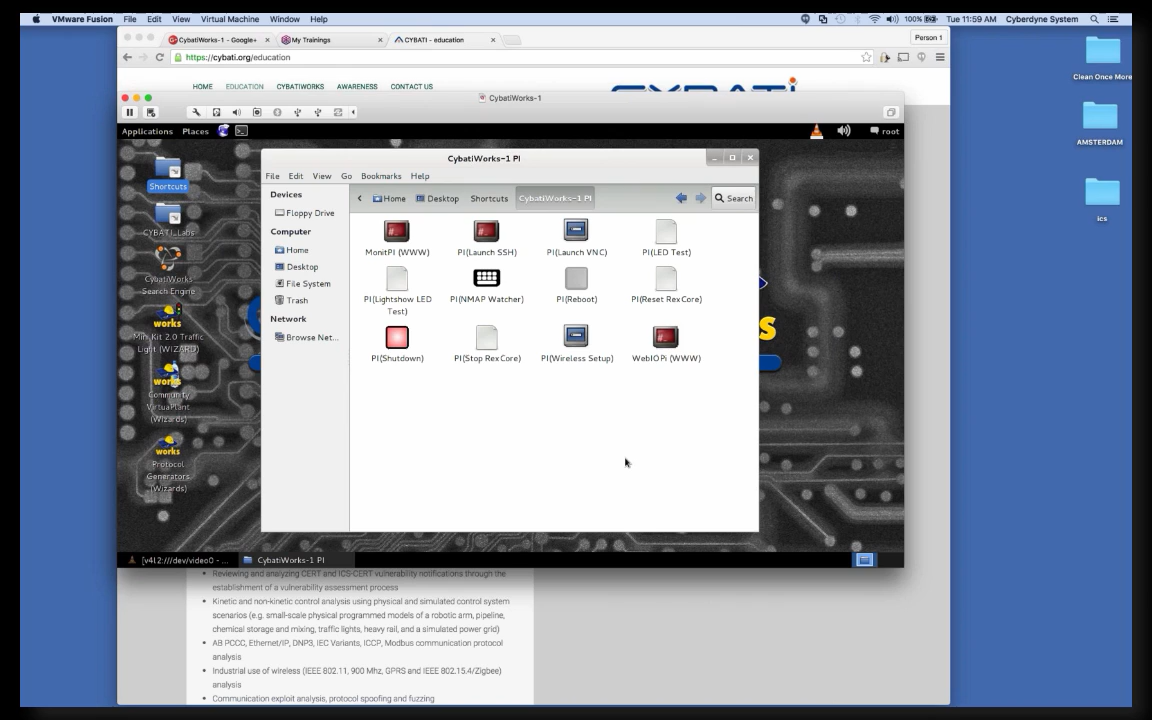 VMware Fusion File Edit View Virtual Machine Window Help
100% Tue 11:59 AM Cyberdyne System
CybatiWorks-1 - Google+ × My Trainings × CYBATI - education × Person 1
https://cybati.org/education
HOME EDUCATION CYBATIWORKS AWARENESS CONTACT US
CybatiWorks-1
Applications Places root
CybatiWorks-1 PI
File Edit View Go Bookmarks Help
Home Desktop Shortcuts CybatiWorks-1 PI Search
Devices
Floppy Drive
Computer
Home
Desktop
File System
Trash
Network
Browse Net...
MonitPI (WWW) PI(Launch SSH) PI(Launch VNC) PI(LED Test)
PI(Lightshow LED
Test)
PI(NMAP Watcher) PI(Reboot) PI(Reset RexCore)
PI(Shutdown) PI(Stop RexCore) PI(Wireless Setup) WebIOPi (WWW)
Shortcuts
CYBATI_Labs
CybatiWorks
Search Engine
works
Mini Kit 2.0 Traffic
Light (WIZARD)
works
Community
VirtuaPlant
(Wizards)
works
Protocol
Generators
(Wizards)
[v4l2:///dev/video0 - ... CybatiWorks-1 PI
Clean Once More
AMSTERDAM
ics
• Reviewing and analyzing CERT and ICS-CERT vulnerability notifications through the
establishment of a vulnerability assessment process
• Kinetic and non-kinetic control analysis using physical and simulated control system
scenarios (e.g. small-scale physical programmed models of a robotic arm, pipeline,
chemical storage and mixing, traffic lights, heavy rail, and a simulated power grid)
• AB PCCC, Ethernet/IP, DNP3, IEC Variants, ICCP, Modbus communication protocol
analysis
• Industrial use of wireless (IEEE 802.11, 900 Mhz, GPRS and IEEE 802.15.4/Zigbee)
analysis
• Communication exploit analysis, protocol spoofing and fuzzing